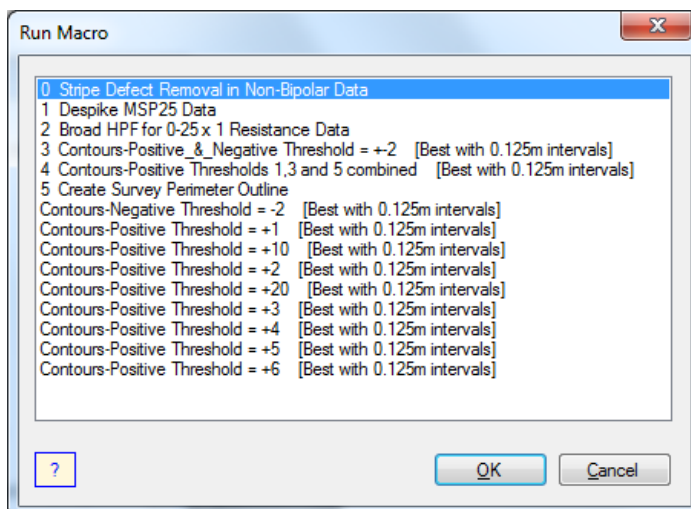 Run Macro
0 Stripe Defect Removal in Non-Bipolar Data
1 Despike MSP25 Data
2 Broad HPF for 0-25 x 1 Resistance Data
3 Contours-Positive_&_Negative Threshold = +-2 [Best with 0.125m intervals]
4 Contours-Positive Thresholds 1,3 and 5 combined [Best with 0.125m intervals]
5 Create Survey Perimeter Outline
Contours-Negative Threshold = -2 [Best with 0.125m intervals]
Contours-Positive Threshold = +1 [Best with 0.125m intervals]
Contours-Positive Threshold = +10 [Best with 0.125m intervals]
Contours-Positive Threshold = +2 [Best with 0.125m intervals]
Contours-Positive Threshold = +20 [Best with 0.125m intervals]
Contours-Positive Threshold = +3 [Best with 0.125m intervals]
Contours-Positive Threshold = +4 [Best with 0.125m intervals]
Contours-Positive Threshold = +5 [Best with 0.125m intervals]
Contours-Positive Threshold = +6 [Best with 0.125m intervals]
? OK Cancel